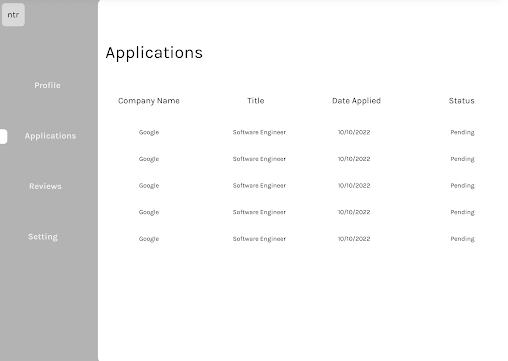 ntr
Profile
Applications
Reviews
Setting
Applications
Company Name Title Date Applied Status
Google Software Engineer 10/10/2022 Pending
Google Software Engineer 10/10/2022 Pending
Google Software Engineer 10/10/2022 Pending
Google Software Engineer 10/10/2022 Pending
Google Software Engineer 10/10/2022 Pending